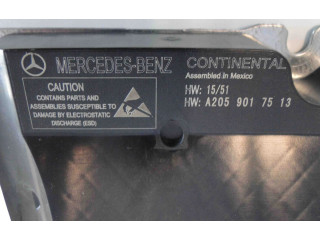 MERCEDES-BENZ
CONTINENTAL
Assembled in Mexico
CAUTION
CONTAINS PARTS AND
ASSEMBLIES SUSCEPTIBLE TO
DAMAGE BY ELECTROSTATIC
DISCHARGE (ESD)
HW: 15/51
HW: A205 901 75 13